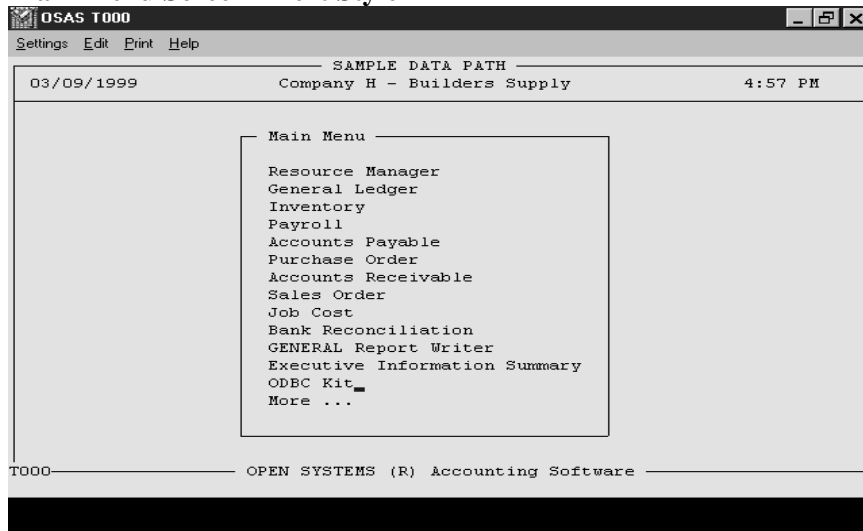 OSAS T000
Settings Edit Print Help
SAMPLE DATA PATH
03/09/1999 Company H - Builders Supply 4:57 PM
Main Menu
Resource Manager
General Ledger
Inventory
Payroll
Accounts Payable
Purchase Order
Accounts Receivable
Sales Order
Job Cost
Bank Reconciliation
GENERAL Report Writer
Executive Information Summary
ODBC Kit_
More ...
T000 OPEN SYSTEMS (R) Accounting Software